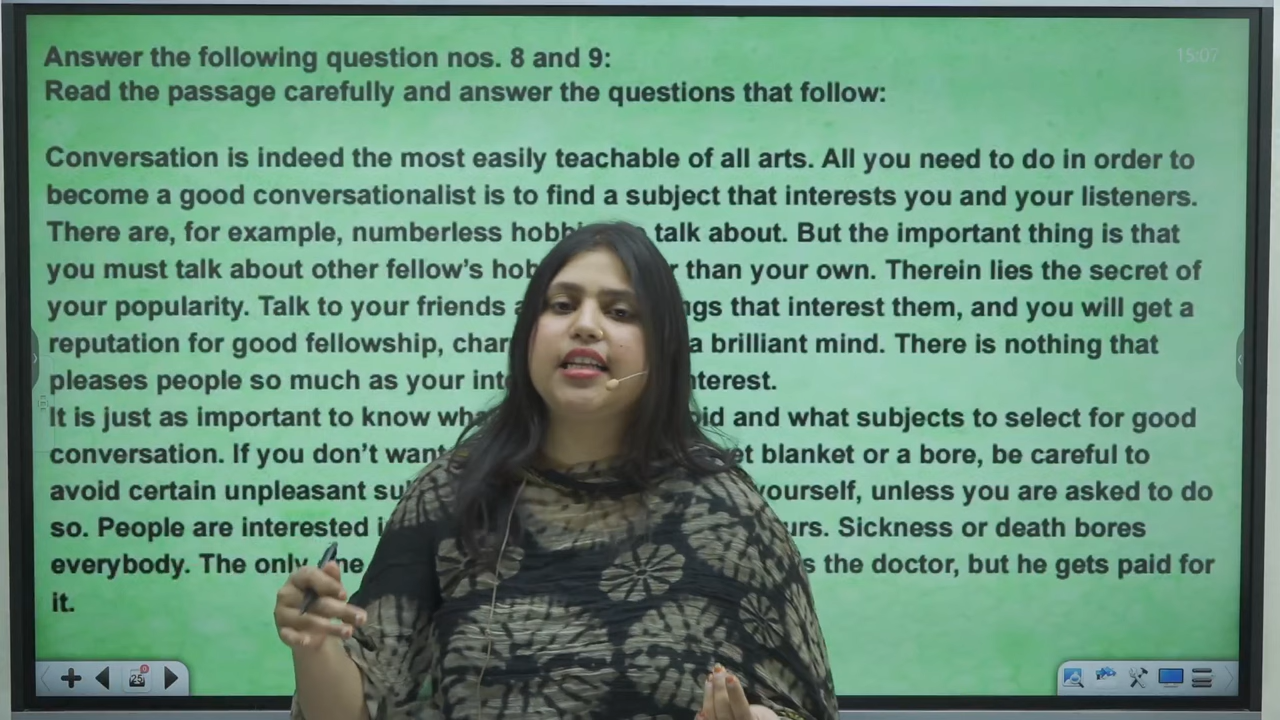 Answer the following question nos. 8 and 9:
15:07
Read the passage carefully and answer the questions that follow:
Conversation is indeed the most easily teachable of all arts. All you need to do in order to
become a good conversationalist is to find a subject that interests you and your listeners.
There are, for example, numberless talk about. But the important thing is that
you must talk about other fellow's than your own. Therein lies the secret of
your popularity. Talk to your friends that interest them, and you will get a
reputation for good fellowship, a brilliant mind. There is nothing that
pleases people so much as your
It is just as important to know and what subjects to select for good
conversation. If you don't want blanket or a bore, be careful to
avoid certain unpleasant yourself, unless you are asked to do
so. People are interested Sickness or death bores
everybody. The only the doctor, but he gets paid for
it.
25
0